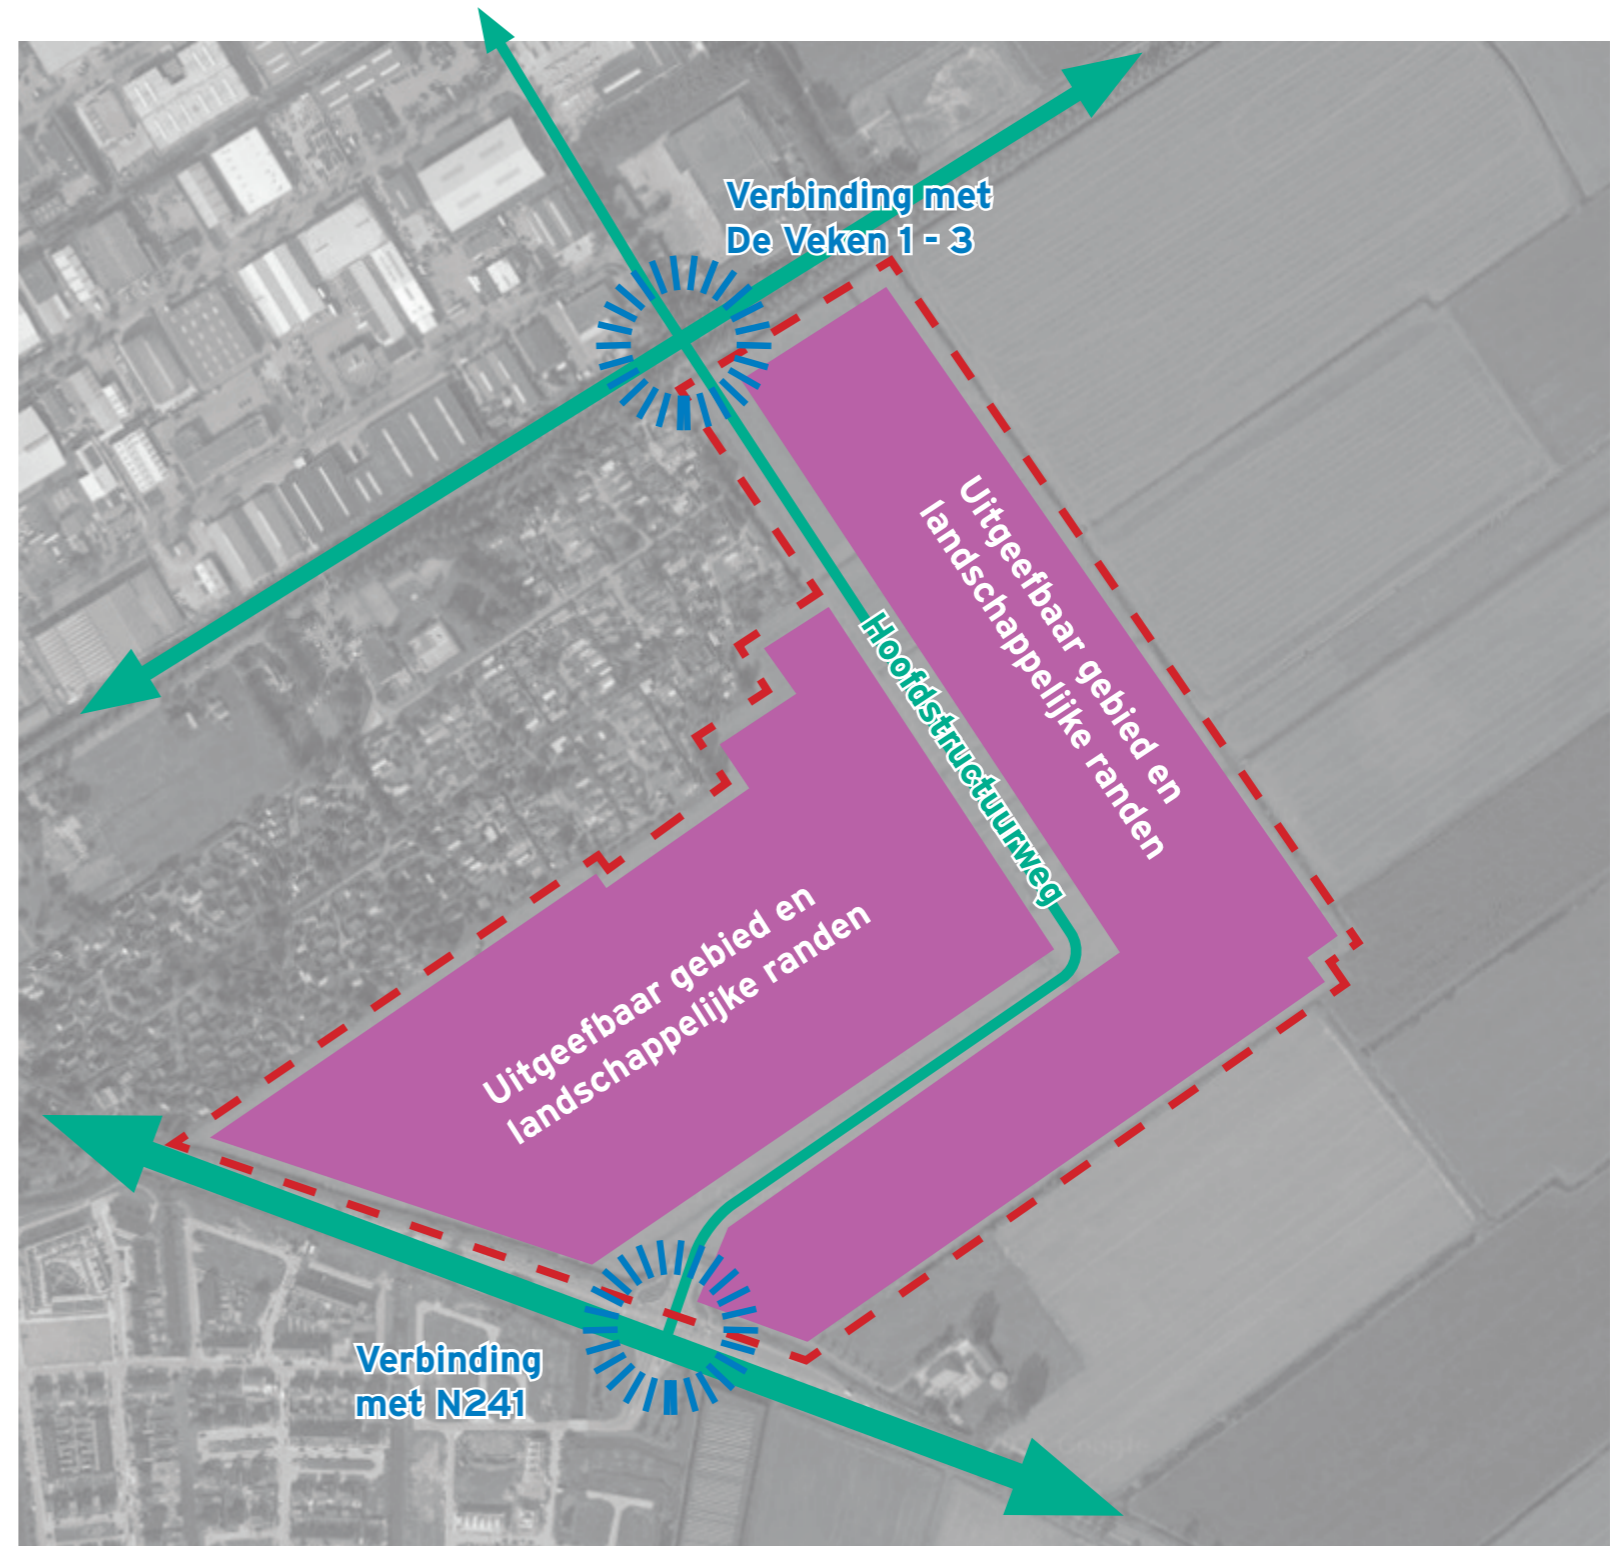 Verbinding met
De Veken 1 - 3
Uitgeefbaar gebied en
landschappelijke randen
Hoofdstructuurweg
Uitgeefbaar gebied en
landschappelijke randen
Verbinding
met N241